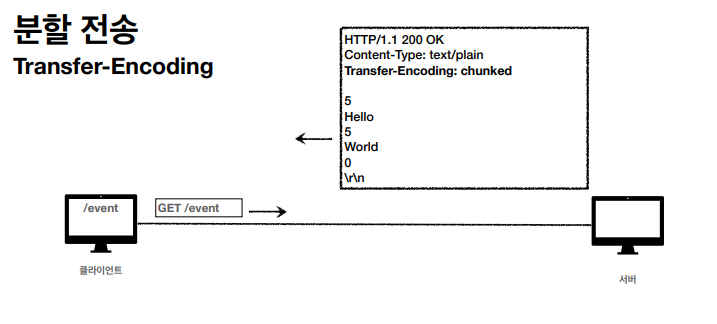 분할 전송
Transfer-Encoding
HTTP/1.1 200 OK
Content-Type: text/plain
Transfer-Encoding: chunked
5
Hello
5
World
0
\r\n
/event
GET /event
클라이언트
서버